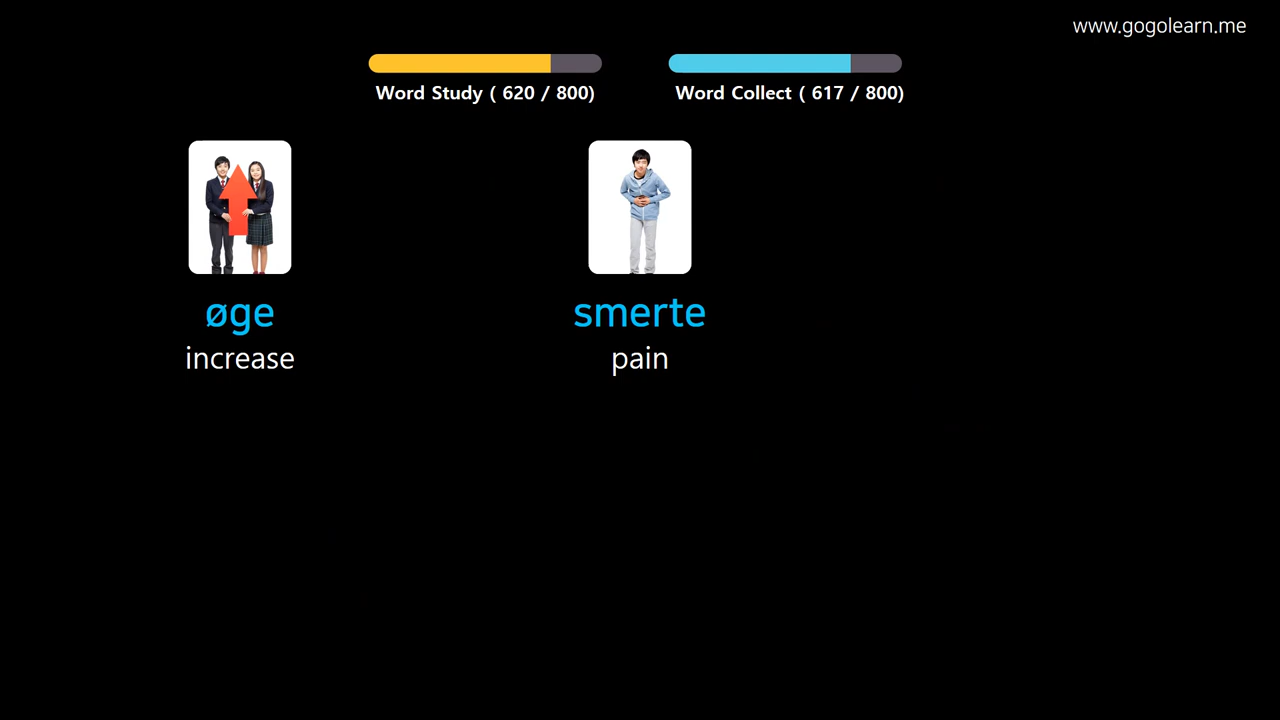 www.gogolearn.me
Word Study ( 620 / 800)
Word Collect ( 617 / 800)
øge
increase
smerte
pain